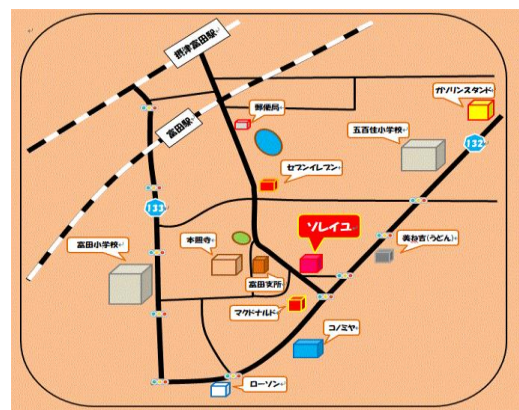 摂津富田駅
ガソリンスタンド
郵便局
富田駅
五百住小学校
132
セブンイレブン
133
ソレイユ
富田小学校
本照寺
美ね吉(うどん)
富田支所
マクドナルド
コノミヤ
ローソン